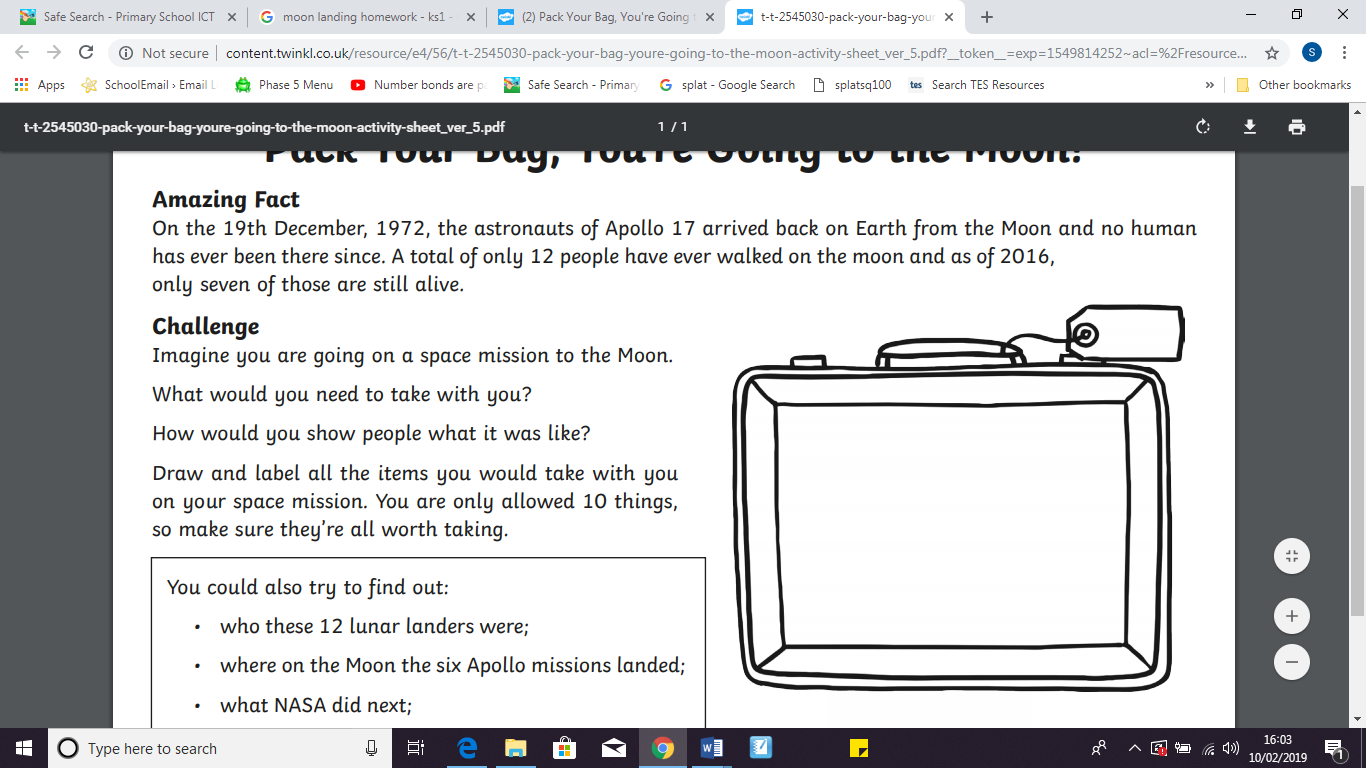 Safe Search - Primary School ICT
moon landing homework - ks1 -
(2) Pack Your Bag, You're Going t
t-t-2545030-pack-your-bag-your
Not secure
content.twinkl.co.uk/resource/e4/56/t-t-2545030-pack-your-bag-youre-going-to-the-moon-activity-sheet_ver_5.pdf?__token__=exp=1549814252~acl=%2Fresource...
S
Apps
SchoolEmail › Email L
Phase 5 Menu
Number bonds are p
Safe Search - Primary
splat - Google Search
splatsq100
tes
Search TES Resources
»
Other bookmarks
t-t-2545030-pack-your-bag-youre-going-to-the-moon-activity-sheet_ver_5.pdf
1 / 1
Pack Your Bag, You're Going to the Moon!
Amazing Fact
On the 19th December, 1972, the astronauts of Apollo 17 arrived back on Earth from the Moon and no human
has ever been there since. A total of only 12 people have ever walked on the moon and as of 2016,
only seven of those are still alive.
Challenge
Imagine you are going on a space mission to the Moon.
What would you need to take with you?
How would you show people what it was like?
Draw and label all the items you would take with you
on your space mission. You are only allowed 10 things,
so make sure they're all worth taking.
You could also try to find out:
• who these 12 lunar landers were;
• where on the Moon the six Apollo missions landed;
• what NASA did next;
Type here to search
16:03
10/02/2019
1